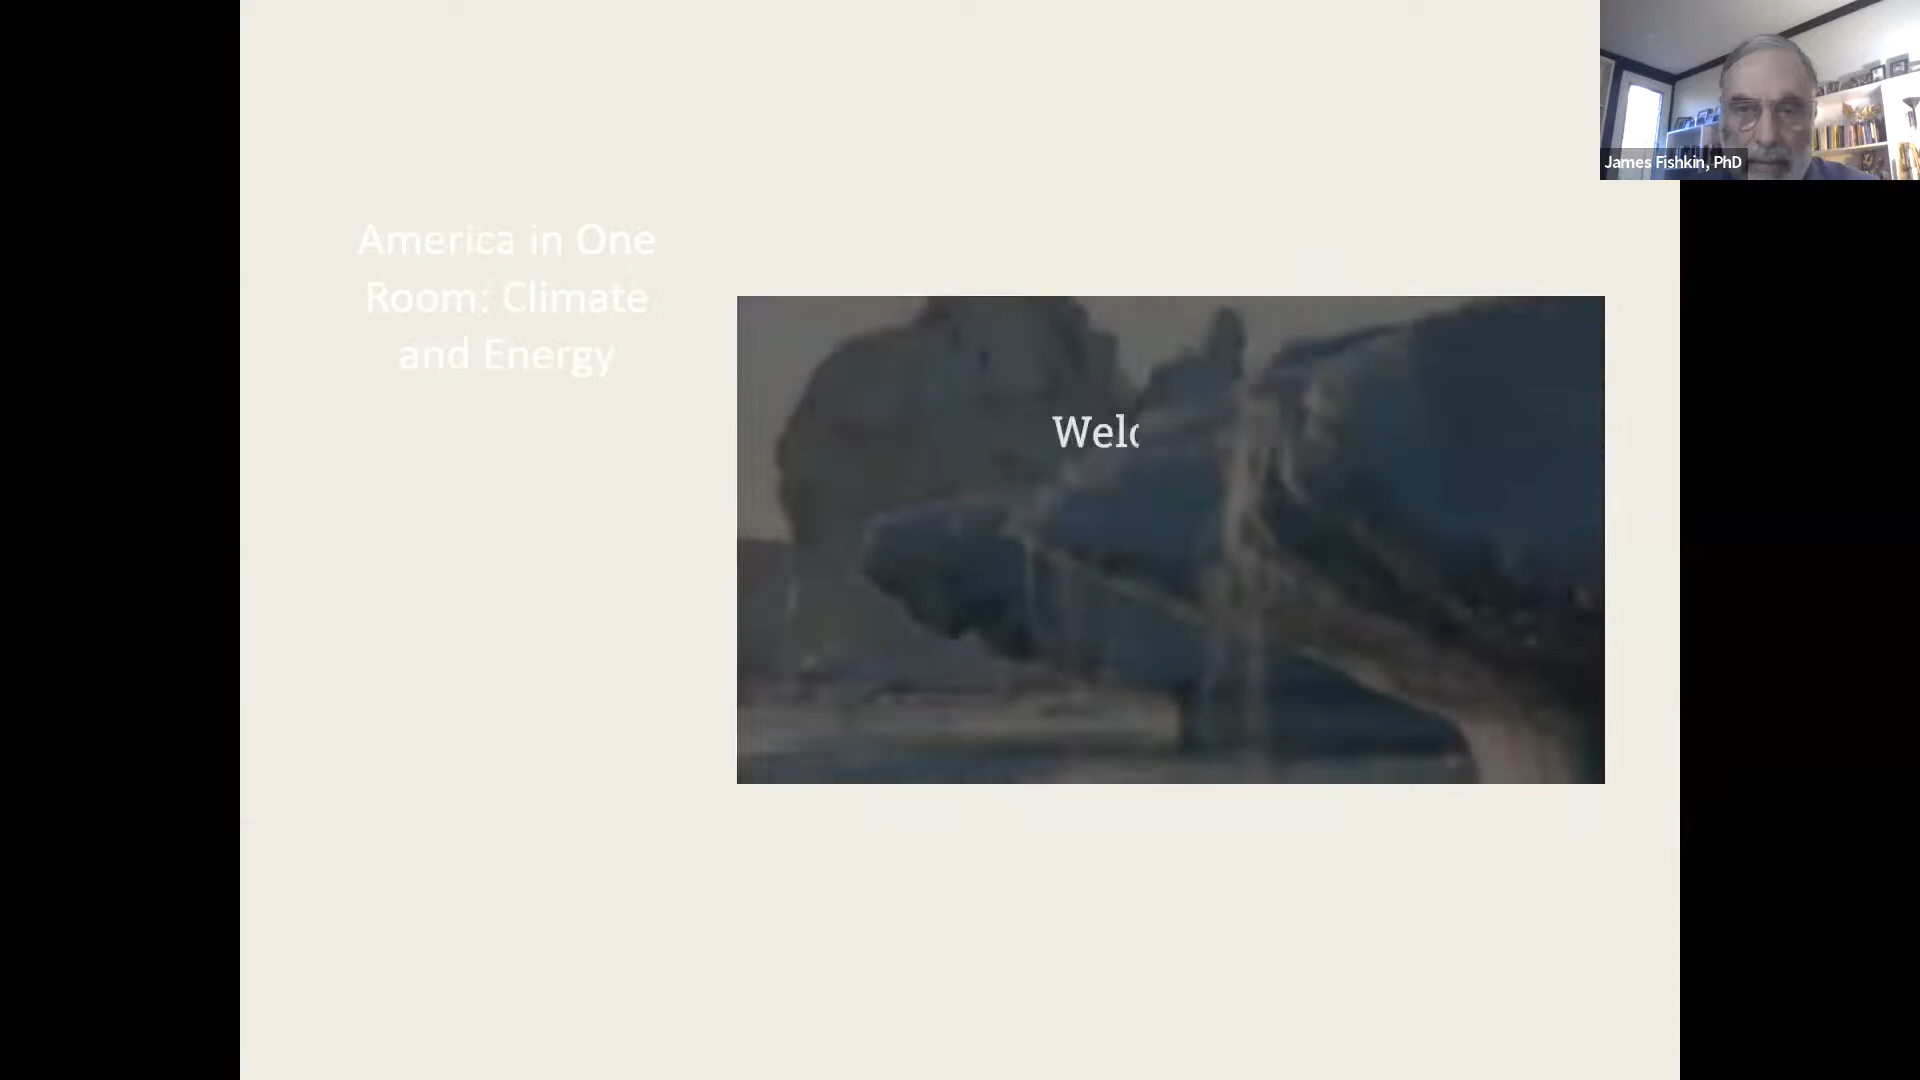 America in One
Room: Climate
and Energy
Welc
James Fishkin, PhD